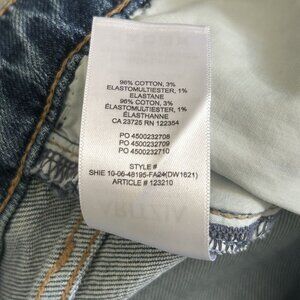 96% COTTON, 3%
ELASTOMULTIESTER, 1%
ELASTANE
96% COTON, 3%
ELASTOMULTIESTER, 1%
ÉLASTHANNE
CA 23725 RN 122354
PO 4500232708
PO 4500232709
PO 4500232710
STYLE #
SHIE 10-06-48195-FA24(DW1621)
ARTICLE # 123210